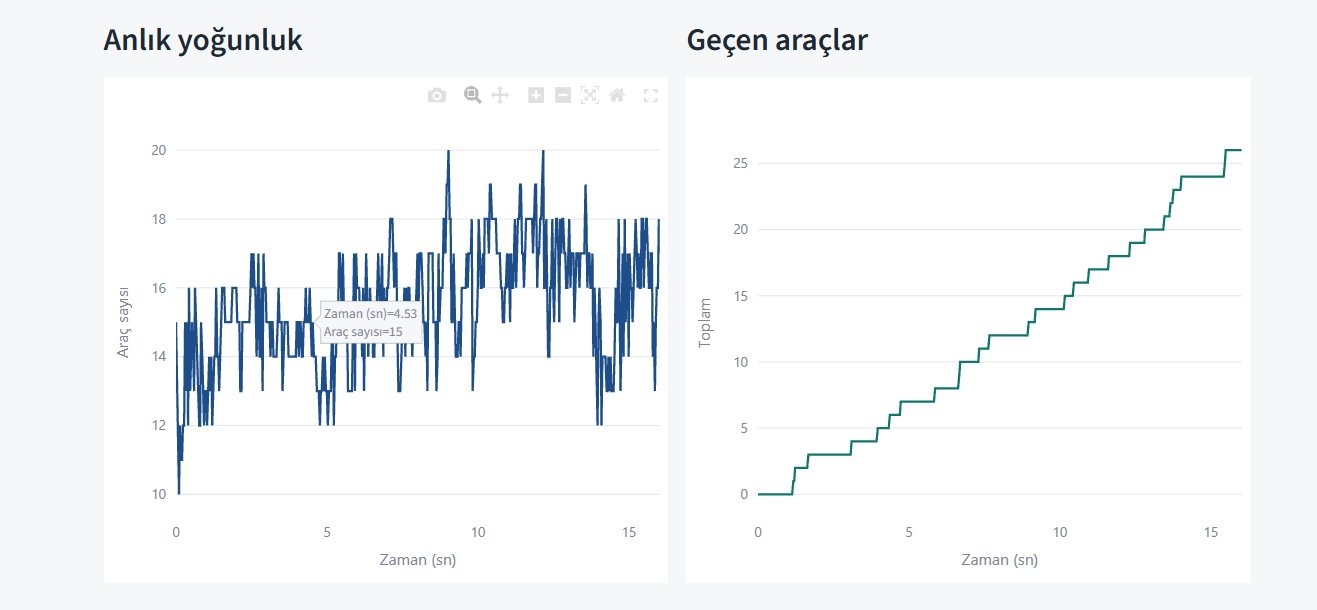 Anlık yoğunluk
Geçen araçlar
20
18
16
14
12
10
Araç sayısı
Zaman (sn)=4.53
Araç sayısı=15
0
5
10
15
Zaman (sn)
25
20
15
10
5
0
Toplam
0
5
10
15
Zaman (sn)